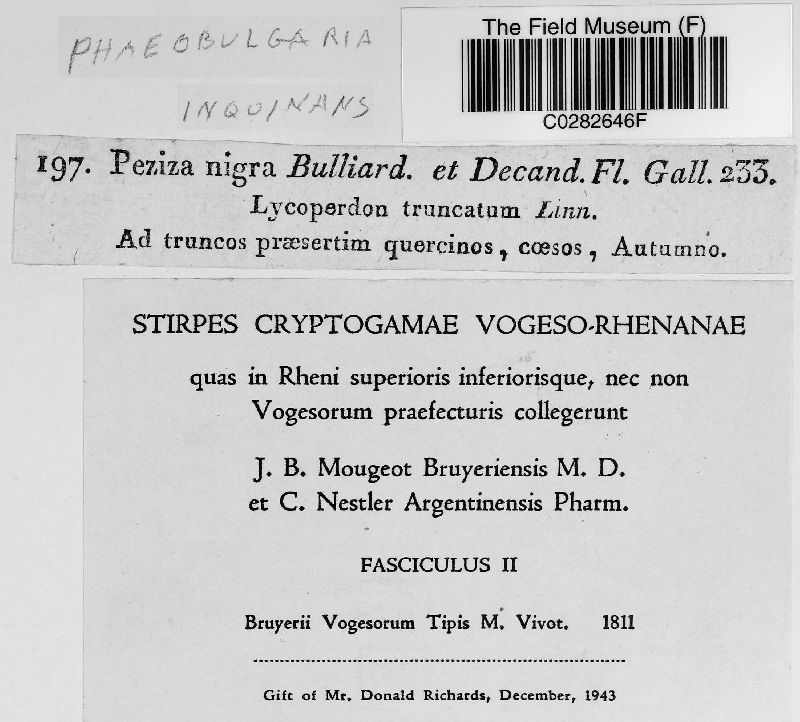 PHAEOBULGARIA
INQUINANS
The Field Museum (F)
C0282646F
197. Peziza nigra Bulliard. et Decand. Fl. Gall. 233.
Lycoperdon truncatum Linn.
Ad truncos præsertim quercinos, cœsos, Autumno.
STIRPES CRYPTOGAMAE VOGESO-RHENANAE
quas in Rheni superioris inferiorisque, nec non
Vogesorum praefecturis collegerunt
J. B. Mougeot Bruyeriensis M. D.
et C. Nestler Argentinensis Pharm.
FASCICULUS II
Bruyerii Vogesorum Tipis M. Vivot. 1811
Gift of Mr. Donald Richards, December, 1943